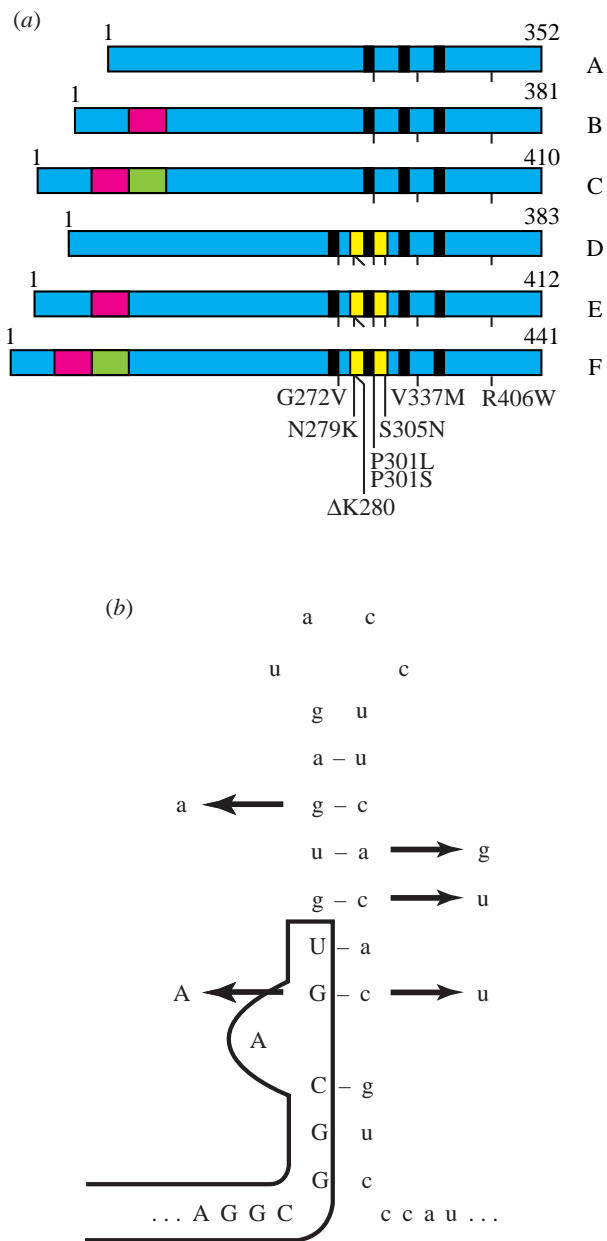 (a)
1 352
A
1 381
B
1 410
C
1 383
D
1 412
E
1 441
F
G272V V337M R406W
N279K S305N
P301L
P301S
ΔK280
(b)
a c
u c
g u
a – u
a g – c
u – a g
g – c u
U – a
A G – c u
A
C – g
G u
G c
... A G G C c c a u ...